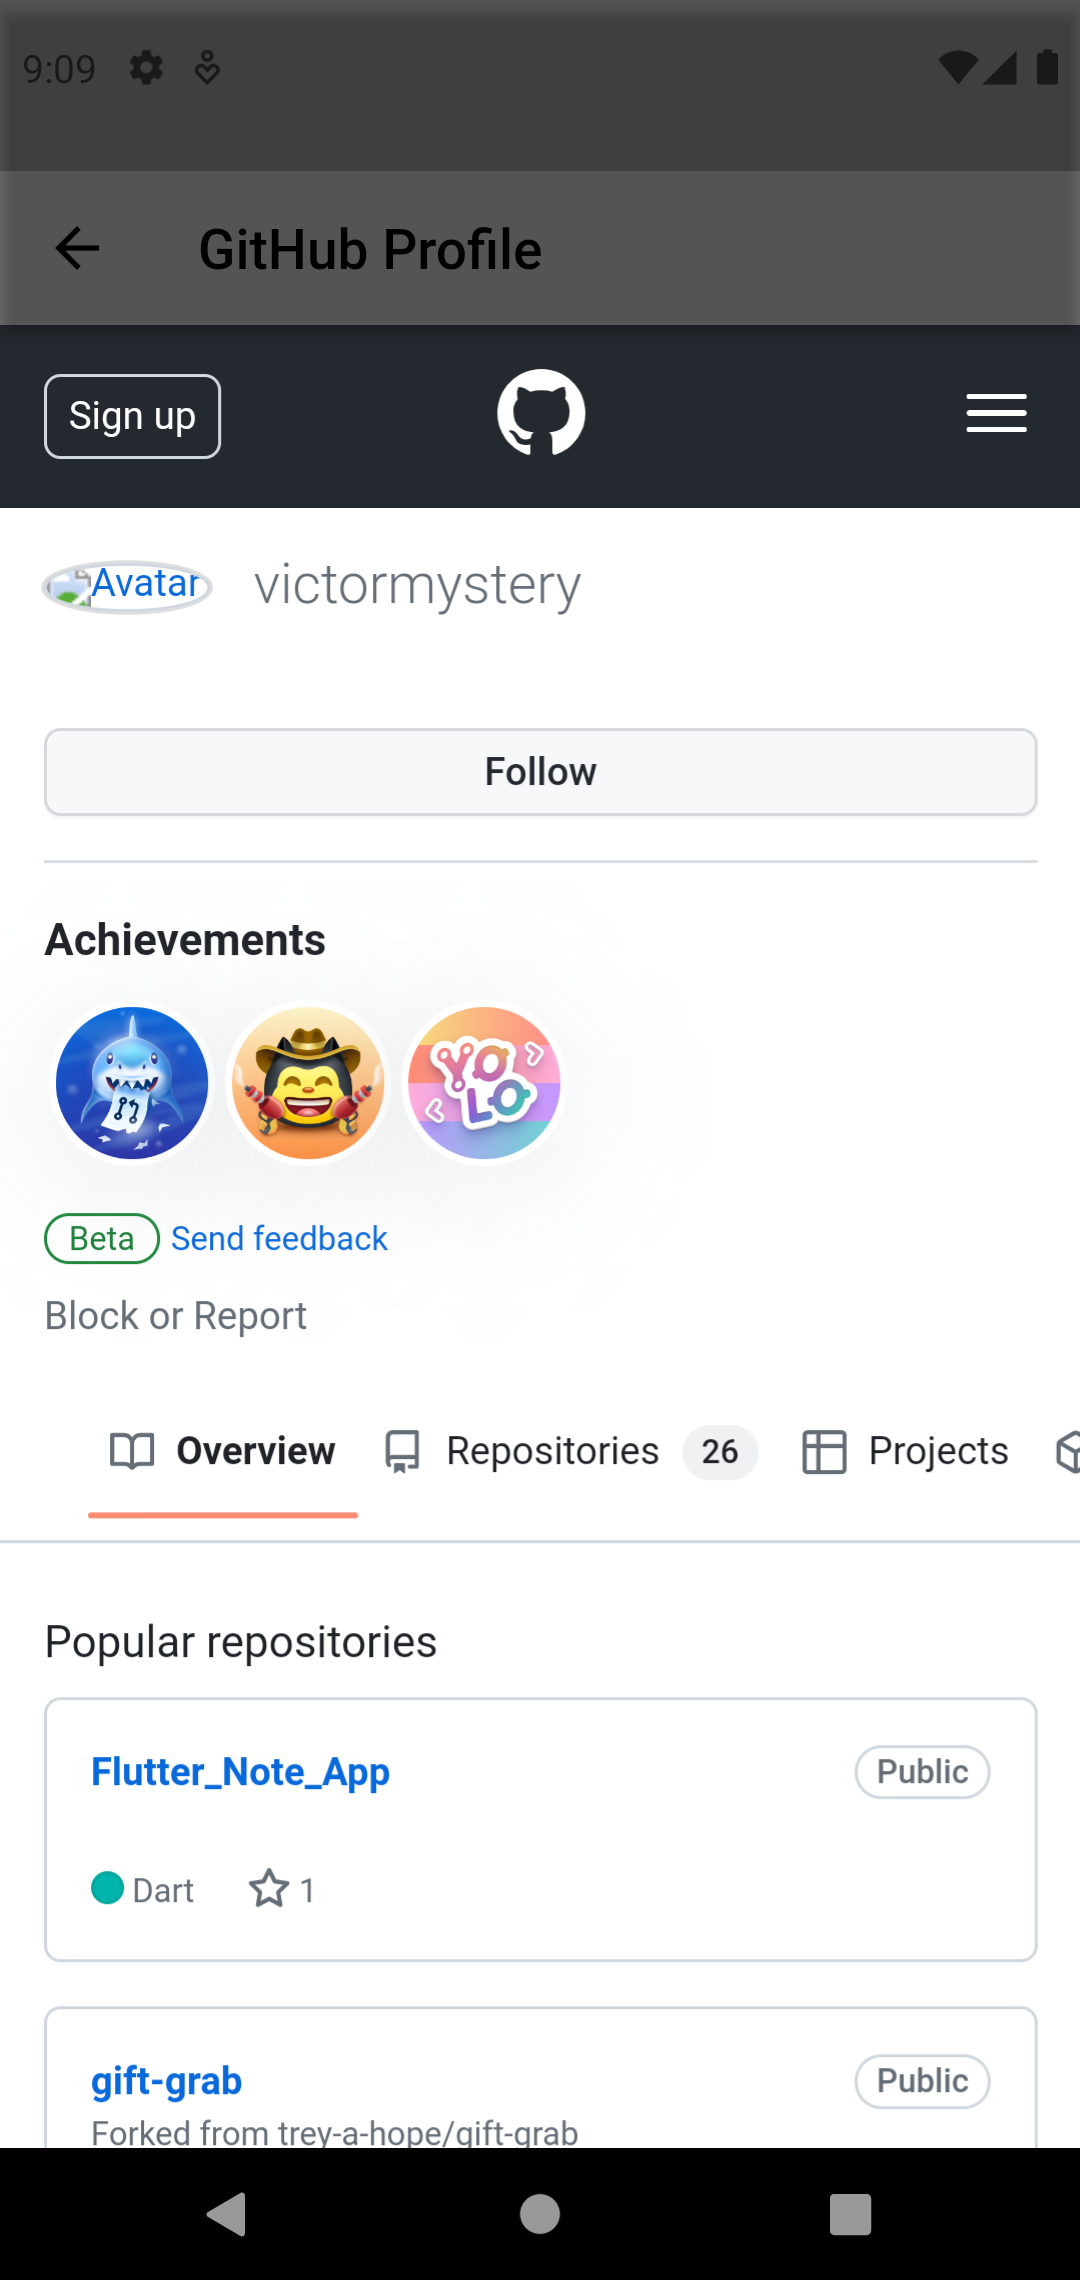 9:09
GitHub Profile
Sign up
Avatar victormystery
Follow
Achievements
YOLO
Beta Send feedback
Block or Report
Overview Repositories 26 Projects
Popular repositories
Flutter_Note_App Public
Dart 1
gift-grab Public
Forked from trey-a-hope/gift-grab